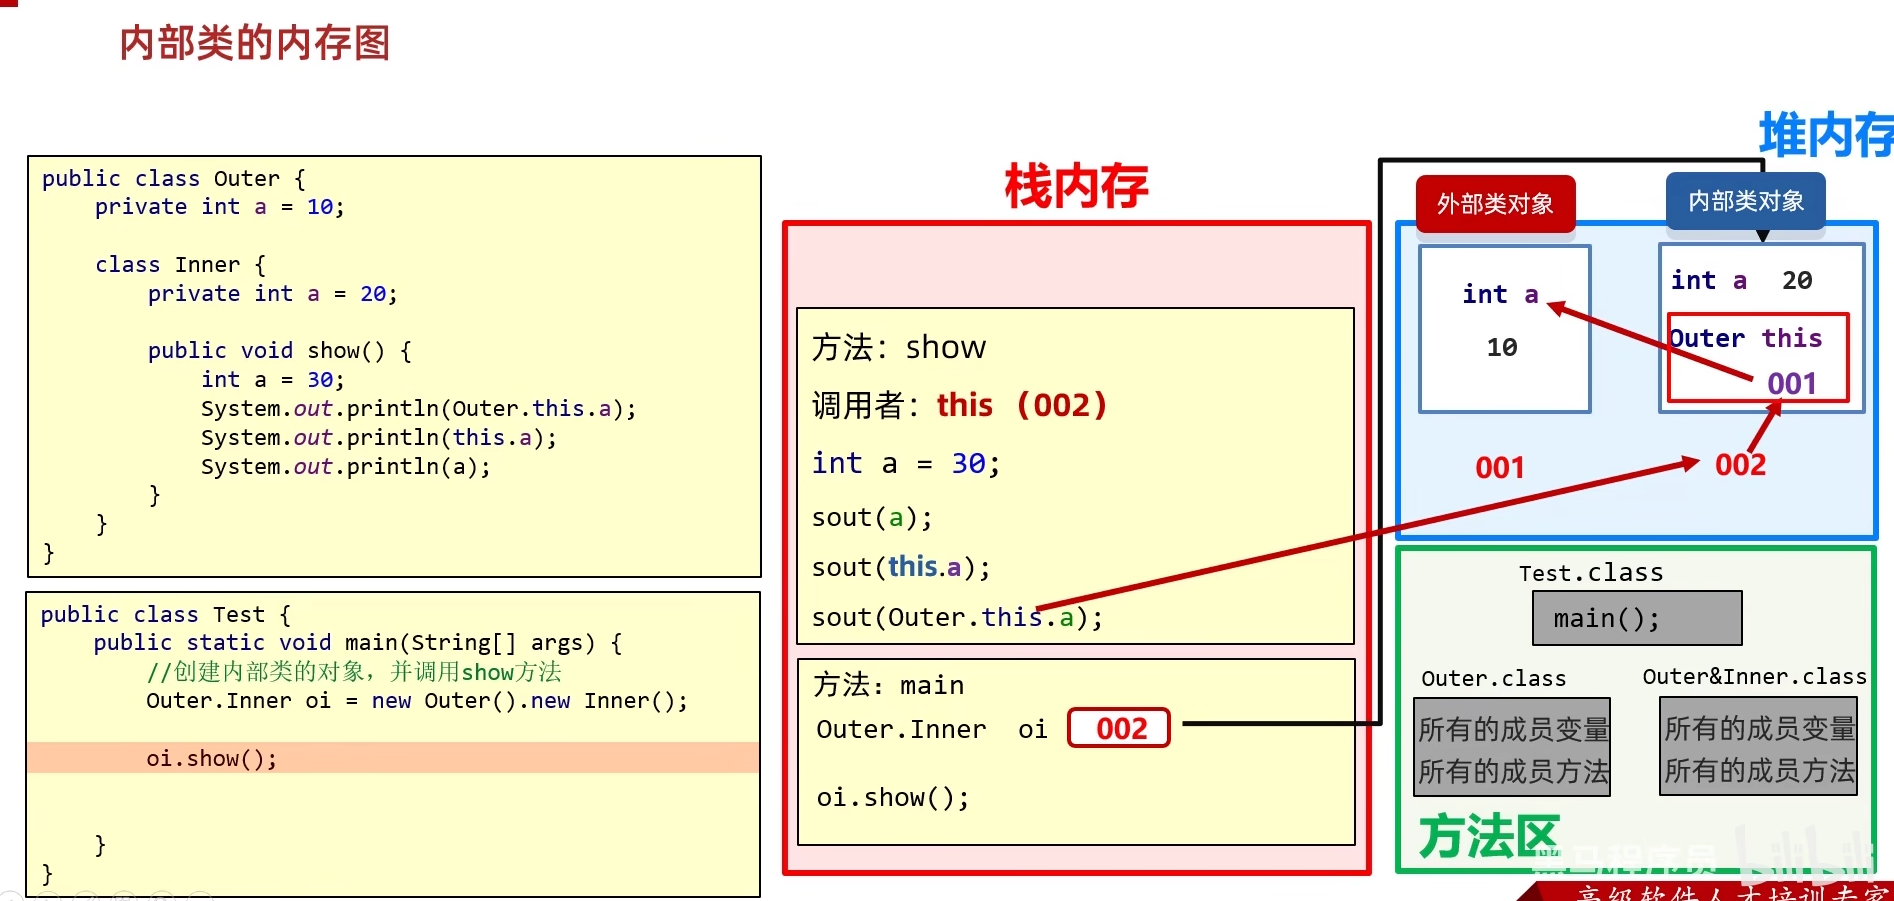 内部类的内存图
public class Outer {
private int a = 10;
class Inner {
private int a = 20;
public void show() {
int a = 30;
System.out.println(Outer.this.a);
System.out.println(this.a);
System.out.println(a);
}
}
}
public class Test {
public static void main(String[] args) {
//创建内部类的对象，并调用show方法
Outer.Inner oi = new Outer().new Inner();
oi.show();
}
}
栈内存
方法：show
调用者：this（002）
int a = 30;
sout(a);
sout(this.a);
sout(Outer.this.a);
方法：main
Outer.Inner oi 002
oi.show();
堆内存
外部类对象
int a
10
001
内部类对象
int a 20
Outer this
001
002
Test.class
main();
Outer.class
所有的成员变量
所有的成员方法
Outer&Inner.class
所有的成员变量
所有的成员方法
方法区
黑马程序员 bilibili
高级软件人才培训专家